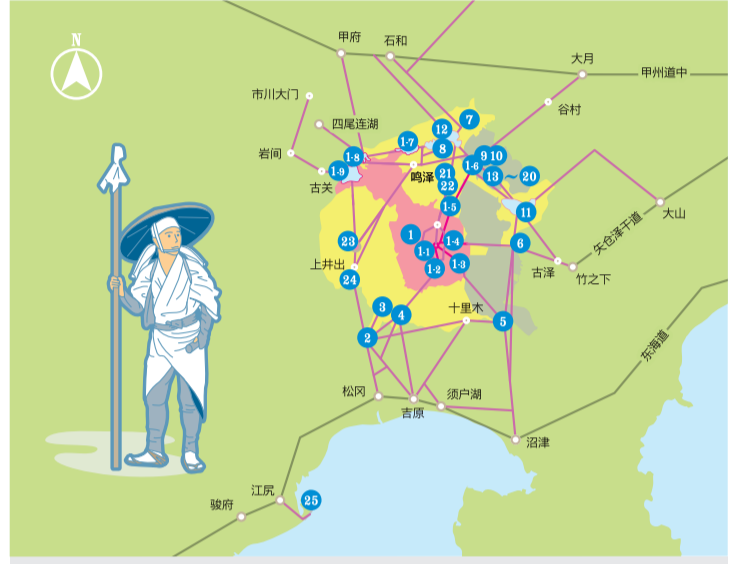 N
甲府
石和
大月
甲州道中
市川大门
谷村
四尾连湖
7
12
1-7
8
岩间
1-8
9 10
1-6
1-9
鸣泽
21
13 ～ 20
古关
22
1-5
11
大山
矢仓泽干道
1
1-4
23
1-1
6
上井出
1-2
1-3
古泽
竹之下
24
3
4
十里木
5
2
东海道
松冈
吉原
须户湖
沼津
江尻
25
骏府